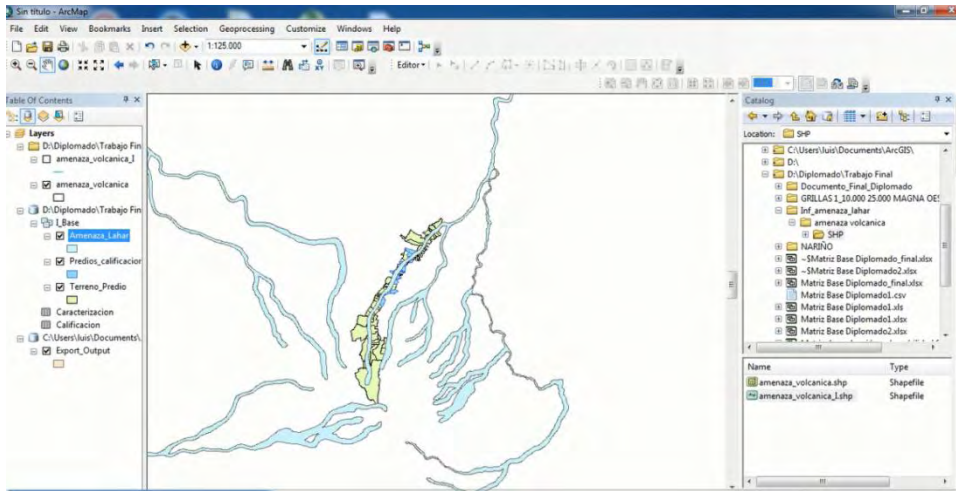 Sin título - ArcMap
File Edit View Bookmarks Insert Selection Geoprocessing Customize Windows Help
1:125.000
Editor
Table Of Contents
Layers
D:\Diplomado\Trabajo Fin
amenaza_volcanica_l
amenaza_volcanica
D:\Diplomado\Trabajo Fin
I_Base
Amenaza_Lahar
Predios_calificacion
Terreno_Predio
Caracterizacion
Calificacion
C:\Users\luis\Documents\
Export_Output
Catalog
Location: SHP
C:\Users\luis\Documents\ArcGIS\
D:\
D:\Diplomado\Trabajo Final
Documento_Final_Diplomado
GRILLAS 1_10.000 25.000 MAGNA OES
Inf_amenaza_lahar
amenaza volcanica
SHP
NARIÑO
~$Matriz Base Diplomado_final.xlsx
~$Matriz Base Diplomado2.xlsx
Matriz Base Diplomado_final.xlsx
Matriz Base Diplomado1.csv
Matriz Base Diplomado1.xls
Matriz Base Diplomado1.xlsx
Matriz Base Diplomado2.xlsx
Name Type
amenaza_volcanica.shp Shapefile
amenaza_volcanica_l.shp Shapefile